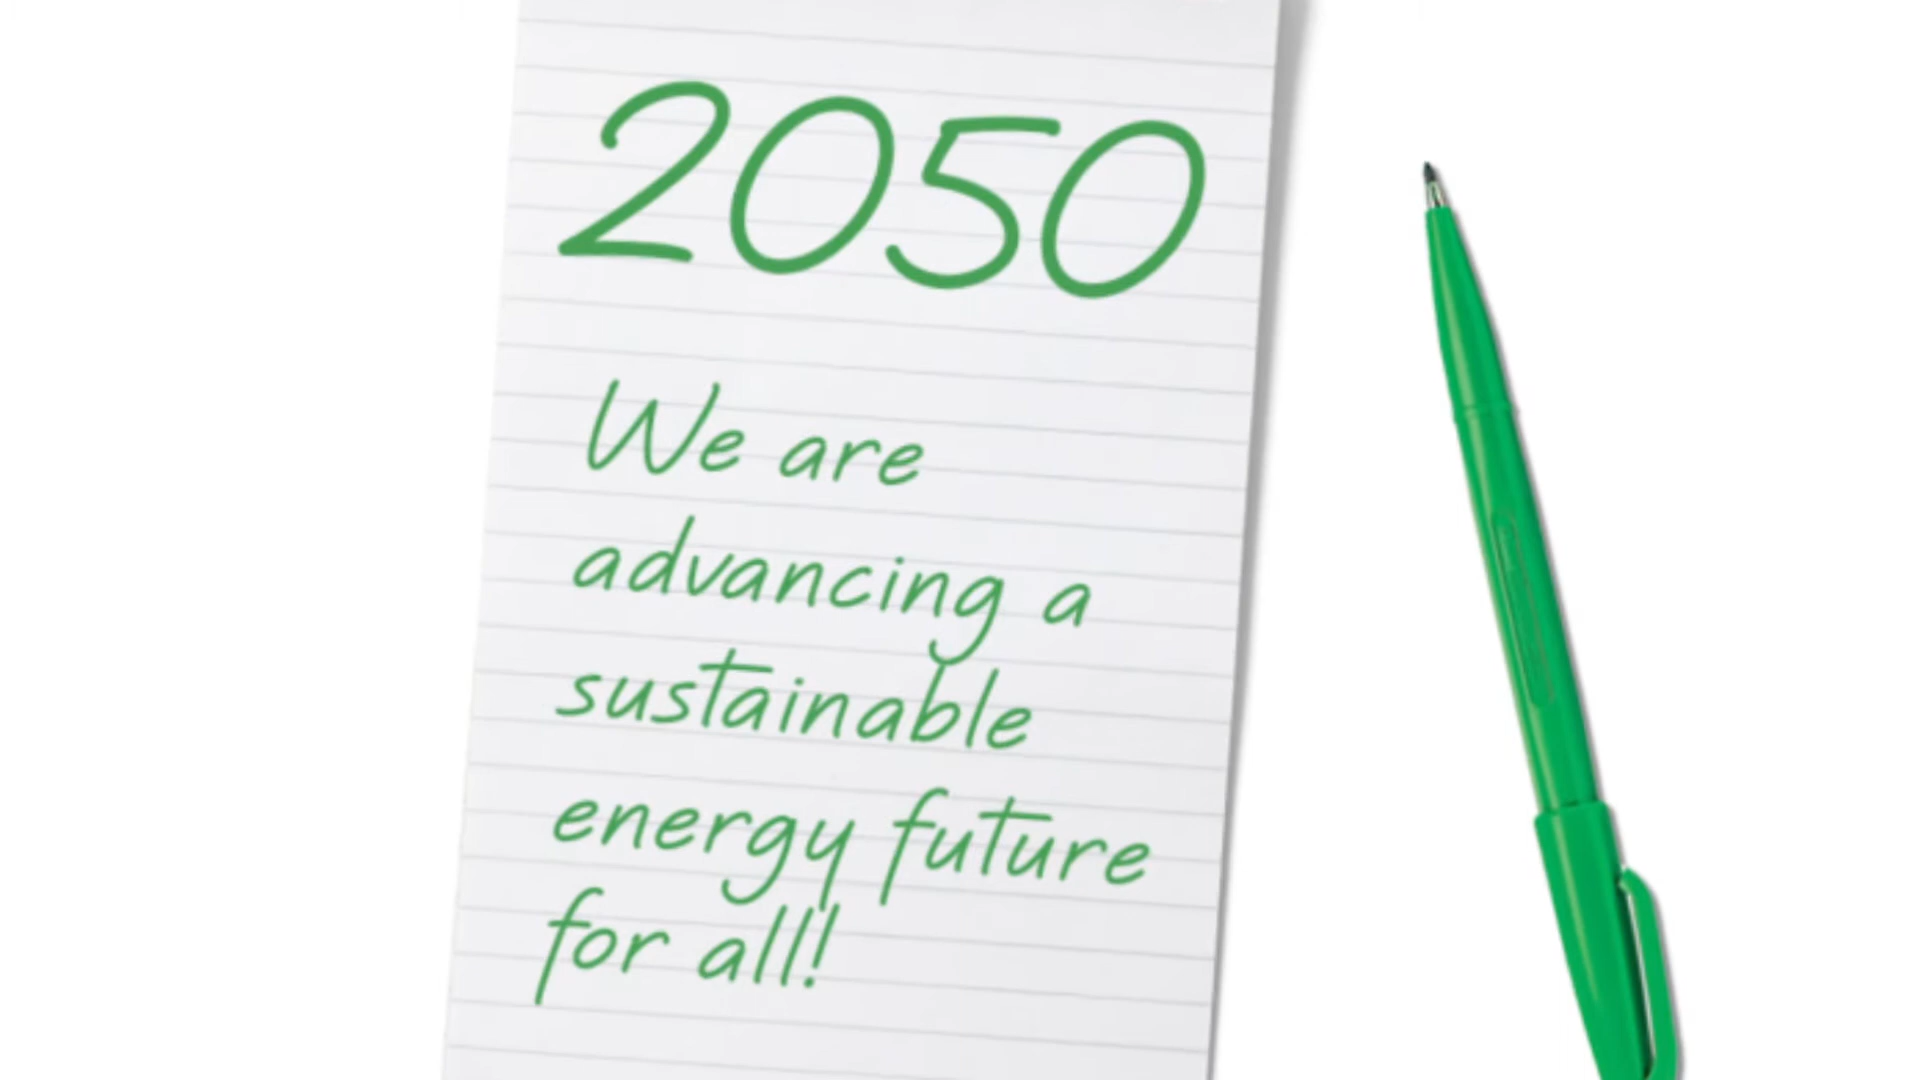 2050
We are
advancing a
sustainable
energy future
for all!